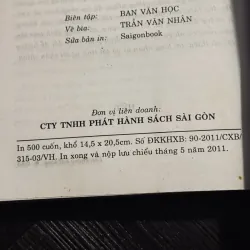 Biên tập: BAN VĂN HỌC
Vẽ bìa: TRẦN VĂN NHÂN
Sửa bản in: Saigonbook
Đơn vị liên doanh:
CTY TNHH PHÁT HÀNH SÁCH SÀI GÒN
In 500 cuốn, khổ 14,5 x 20,5cm. Số ĐKKHXB: 90-2011/CXB/
315-03/VH. In xong và nộp lưu chiểu tháng 5 năm 2011.